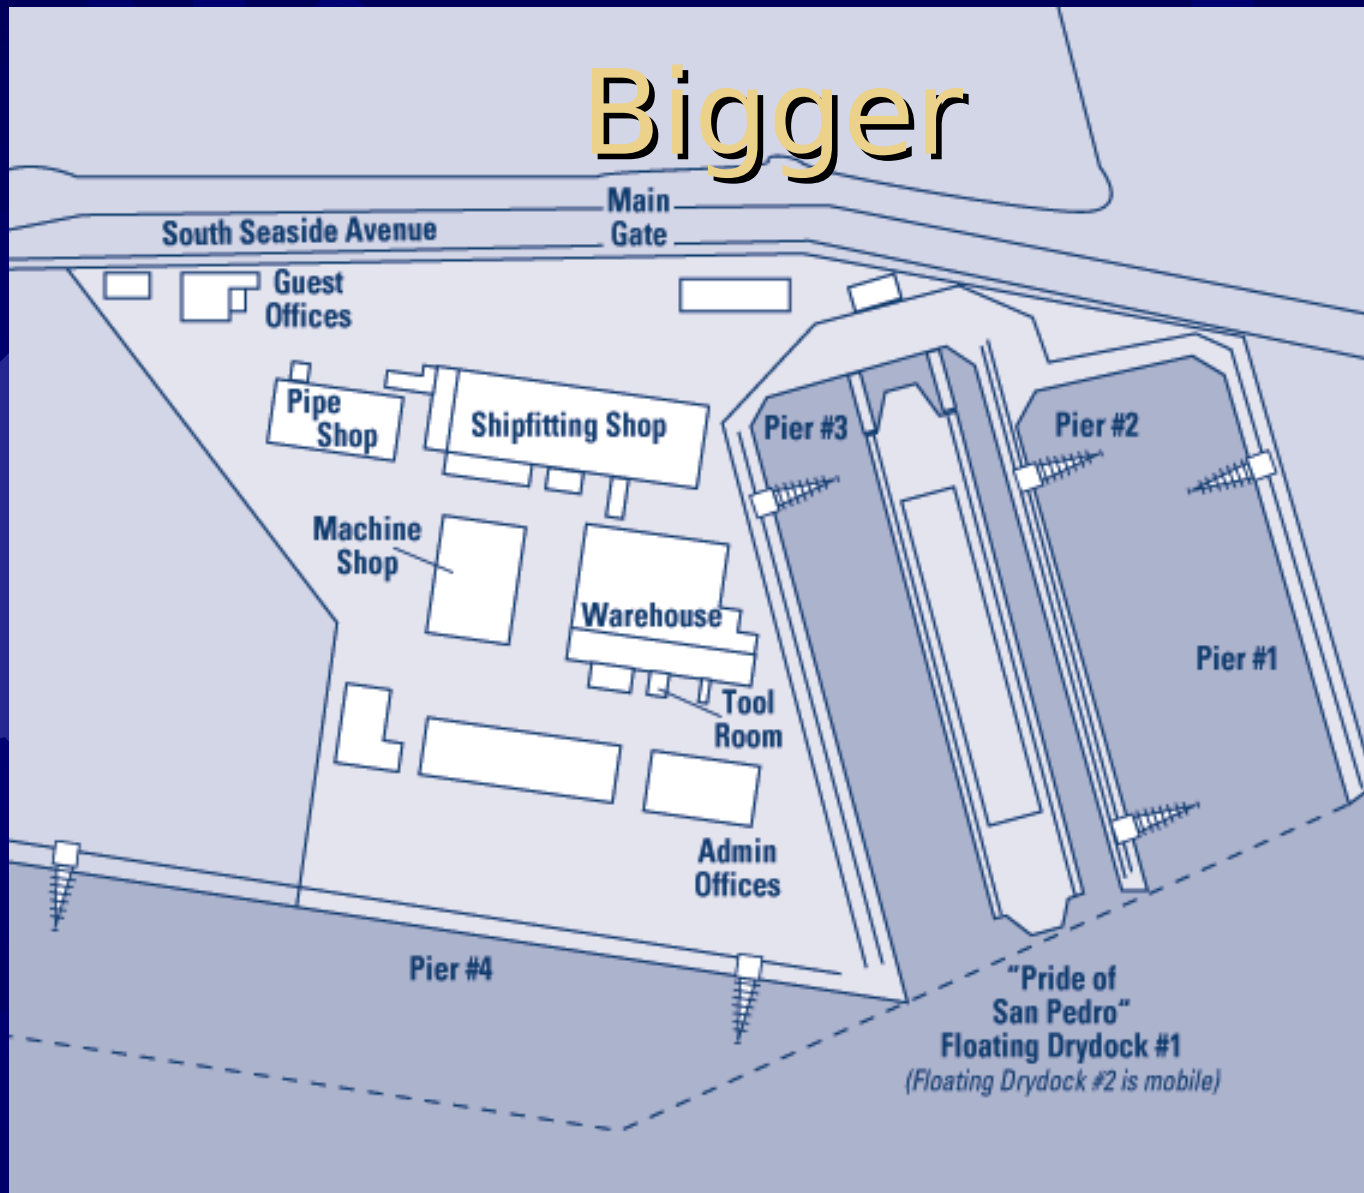 Bigger
Main
Gate
South Seaside Avenue
Guest
Offices
Pipe
Shop
Shipfitting Shop
Pier #3
Pier #2
Machine
Shop
Warehouse
Pier #1
Tool
Room
Admin
Offices
Pier #4
"Pride of
San Pedro“
Floating Drydock #1
(Floating Drydock #2 is mobile)